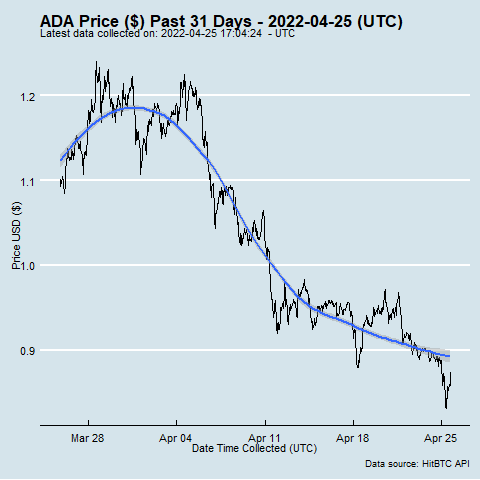 ADA Price ($) Past 31 Days - 2022-04-25 (UTC)
Latest data collected on: 2022-04-25 17:04:24 - UTC
1.2
1.1
1.0
0.9
Price USD ($)
Mar 28
Apr 04
Apr 11
Apr 18
Apr 25
Date Time Collected (UTC)
Data source: HitBTC API